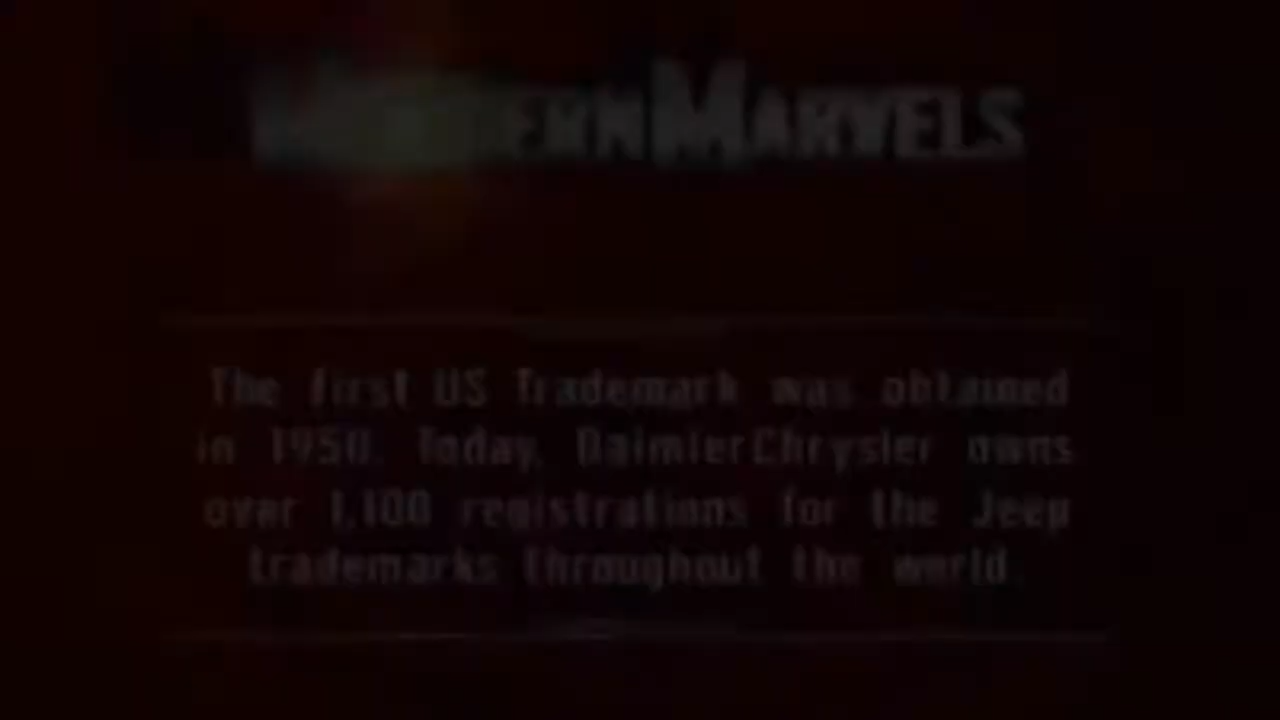 ModernMarvels
The first US Trademark was obtained
in 1950. Today, DaimlerChrysler owns
over 1,100 registrations for the Jeep
trademarks throughout the world.